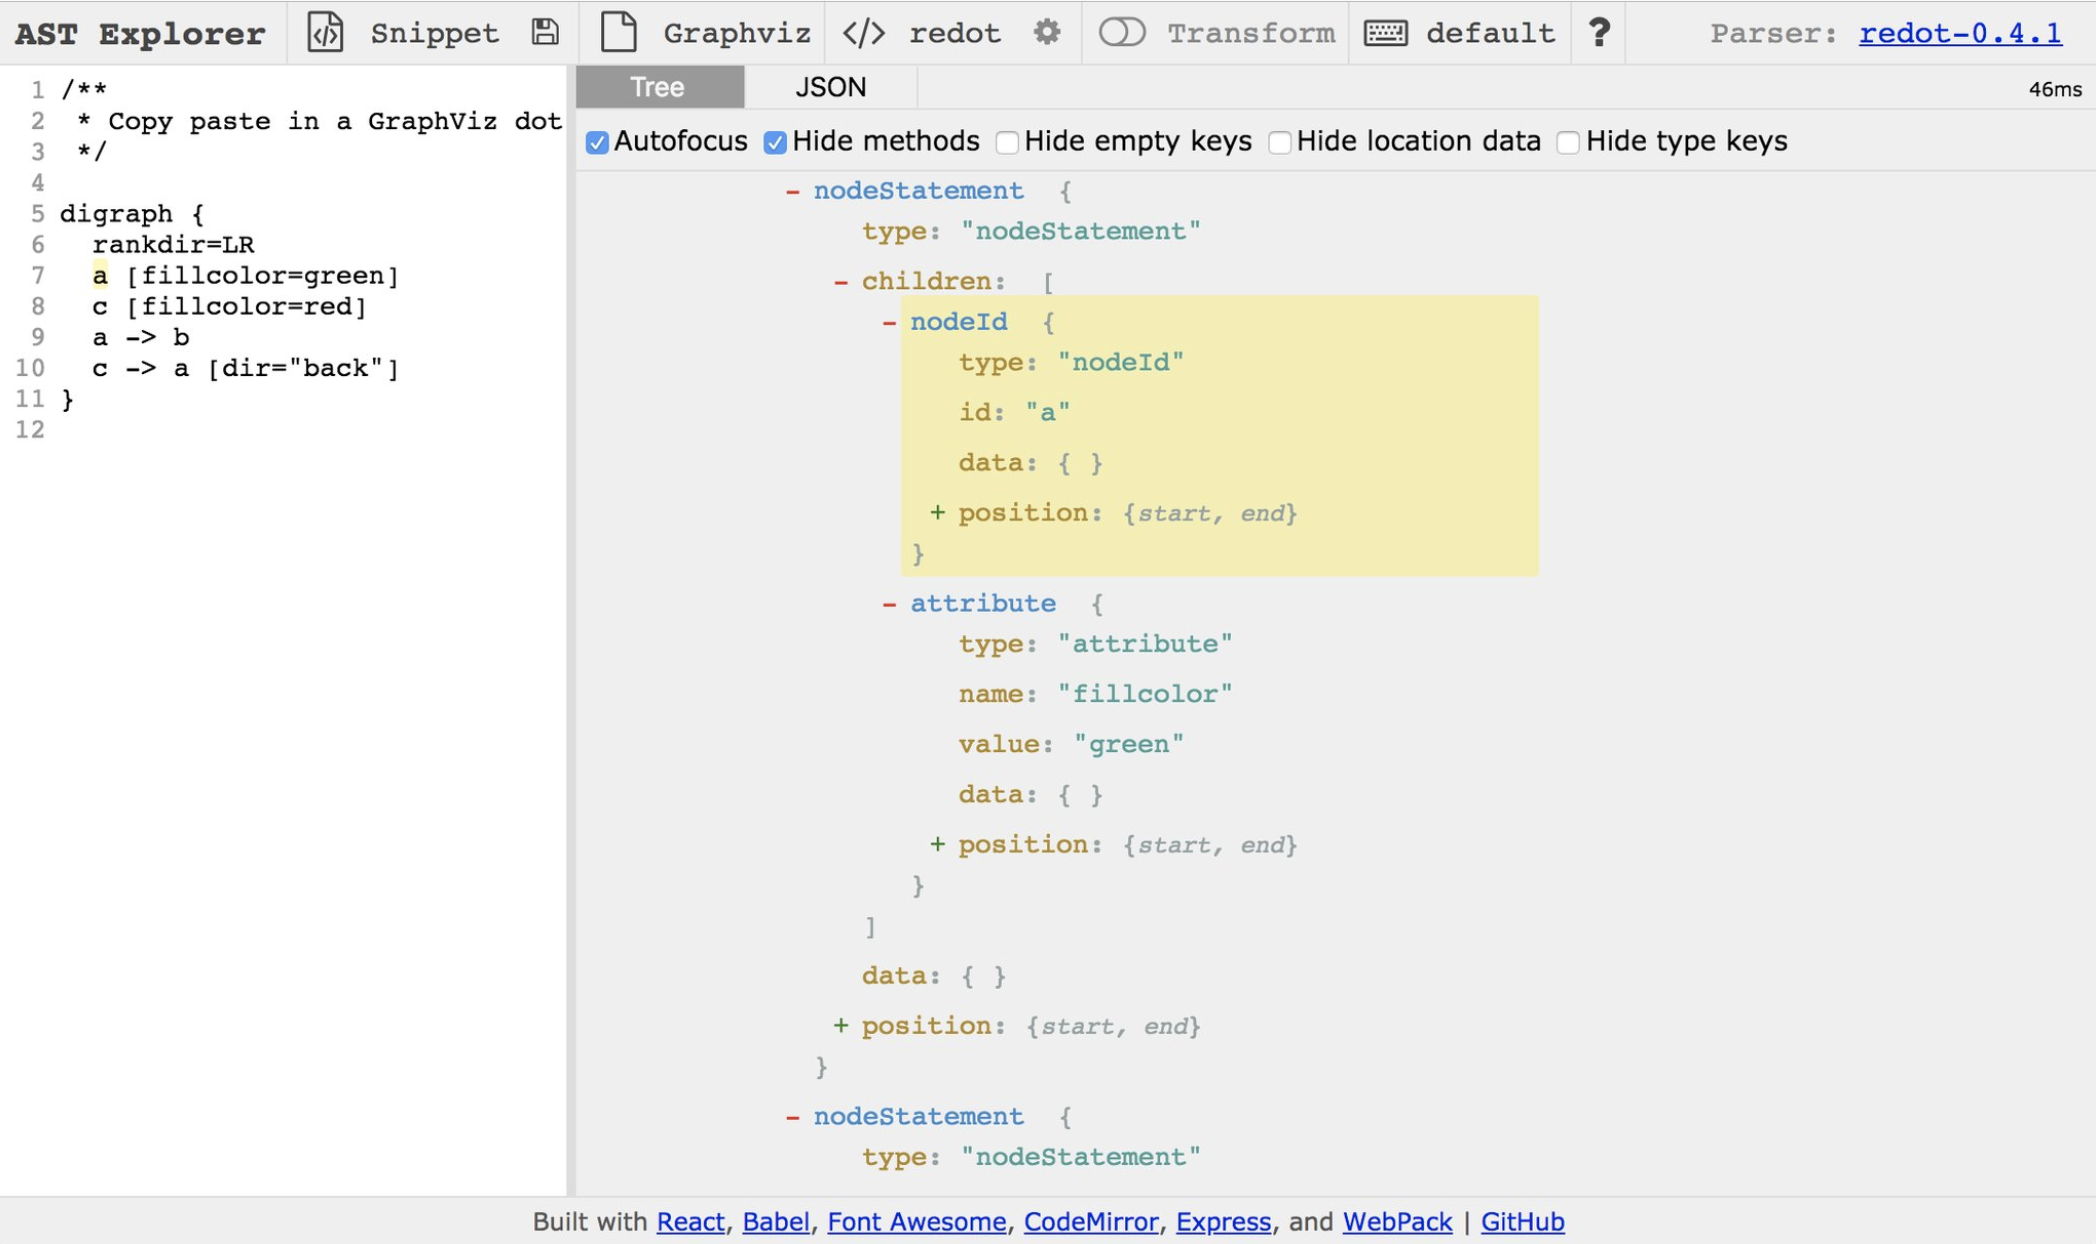 AST Explorer Snippet Graphviz </> redot Transform default ? Parser: redot-0.4.1
Tree JSON 46ms
Autofocus Hide methods Hide empty keys Hide location data Hide type keys
1 /**
2 * Copy paste in a GraphViz dot
3 */
4
5 digraph {
6 rankdir=LR
7 a [fillcolor=green]
8 c [fillcolor=red]
9 a -> b
10 c -> a [dir="back"]
11 }
12
- nodeStatement {
type: "nodeStatement"
- children: [
- nodeId {
type: "nodeId"
id: "a"
data: { }
+ position: {start, end}
}
- attribute {
type: "attribute"
name: "fillcolor"
value: "green"
data: { }
+ position: {start, end}
}
]
data: { }
+ position: {start, end}
}
- nodeStatement {
type: "nodeStatement"
Built with React, Babel, Font Awesome, CodeMirror, Express, and WebPack | GitHub